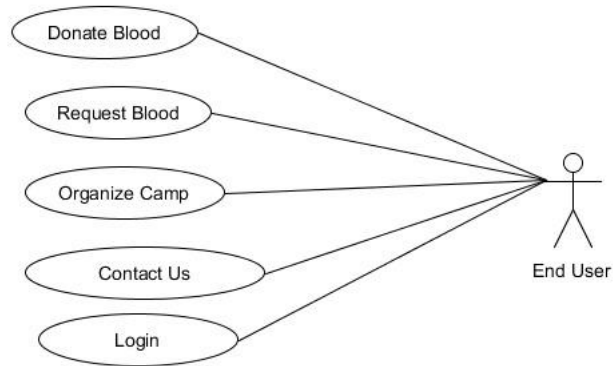 Donate Blood
Request Blood
Organize Camp
Contact Us
End User
Login